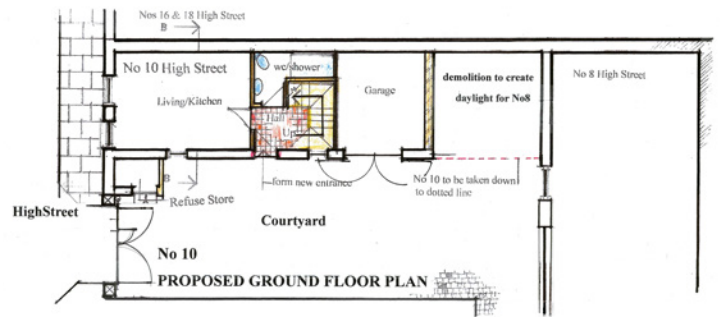 Nos 16 & 18 High Street
B
No 10 High Street
wc/shower
Living/Kitchen
Hall
Up
Garage
demolition to create
daylight for No8
No 8 High Street
B
Refuse Store
form new entrance
No 10 to be taken down
to dotted line
A
HighStreet
Courtyard
No 10
PROPOSED GROUND FLOOR PLAN